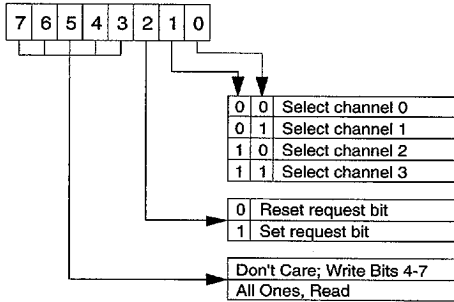 7 6 5 4 3 2 1 0
0 0 Select channel 0
0 1 Select channel 1
1 0 Select channel 2
1 1 Select channel 3
0 Reset request bit
1 Set request bit
Don't Care; Write Bits 4-7
All Ones, Read